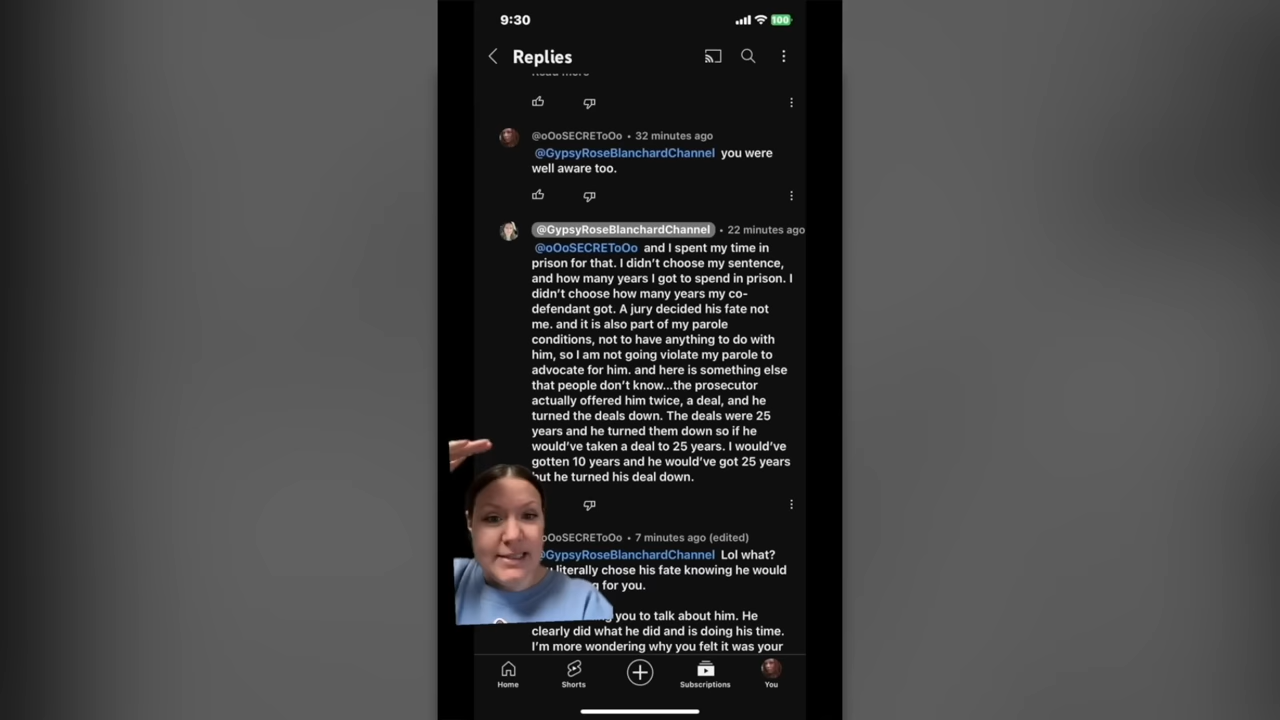 9:30
100
Replies
Read more
@oOoSECREToOo • 32 minutes ago
@GypsyRoseBlanchardChannel you were
well aware too.
@GypsyRoseBlanchardChannel • 22 minutes ago
@oOoSECREToOo and I spent my time in
prison for that. I didn't choose my sentence,
and how many years I got to spend in prison. I
didn't choose how many years my co-
defendant got. A jury decided his fate not
me. and it is also part of my parole
conditions, not to have anything to do with
him, so I am not going violate my parole to
advocate for him. and here is something else
that people don't know...the prosecutor
actually offered him twice, a deal, and he
turned the deals down. The deals were 25
years and he turned them down so if he
would've taken a deal to 25 years. I would've
gotten 10 years and he would've got 25 years
but he turned his deal down.
oOoSECREToOo • 7 minutes ago (edited)
@GypsyRoseBlanchardChannel Lol what?
literally chose his fate knowing he would
for you.
you to talk about him. He
clearly did what he did and is doing his time.
I'm more wondering why you felt it was your
Home
Shorts
Subscriptions
You